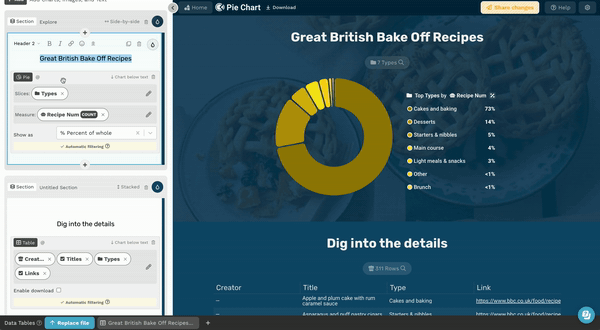 Add Charts, Images, and Text
Home
Pie Chart
Download
Share changes
Help
Section
Explore
Side-by-side
Header 2
Great British Bake Off Recipes
Pie
Chart below text
Slices:
Types
Measure:
Recipe Num COUNT
Show as
% Percent of whole
Automatic filtering
Section
Untitled Section
Stacked
Dig into the details
Table
Chart below text
Creat...
Titles
Types
Links
Enable download
Data Tables
Replace file
Great British Bake Off Recipes...
Great British Bake Off Recipes
7 Types
Top Types by Recipe Num
Cakes and baking 73%
Desserts 14%
Starters & nibbles 5%
Main course 4%
Light meals & snacks 3%
Other <1%
Brunch <1%
Dig into the details
311 Rows
Creator Title Type Link
– Apple and plum cake with rum caramel sauce Cakes and baking https://www.bbc.co.uk/food/recipe
– Asparagus and puff pastry crisps Starters & nibbles https://www.bbc.co.uk/food/recipe